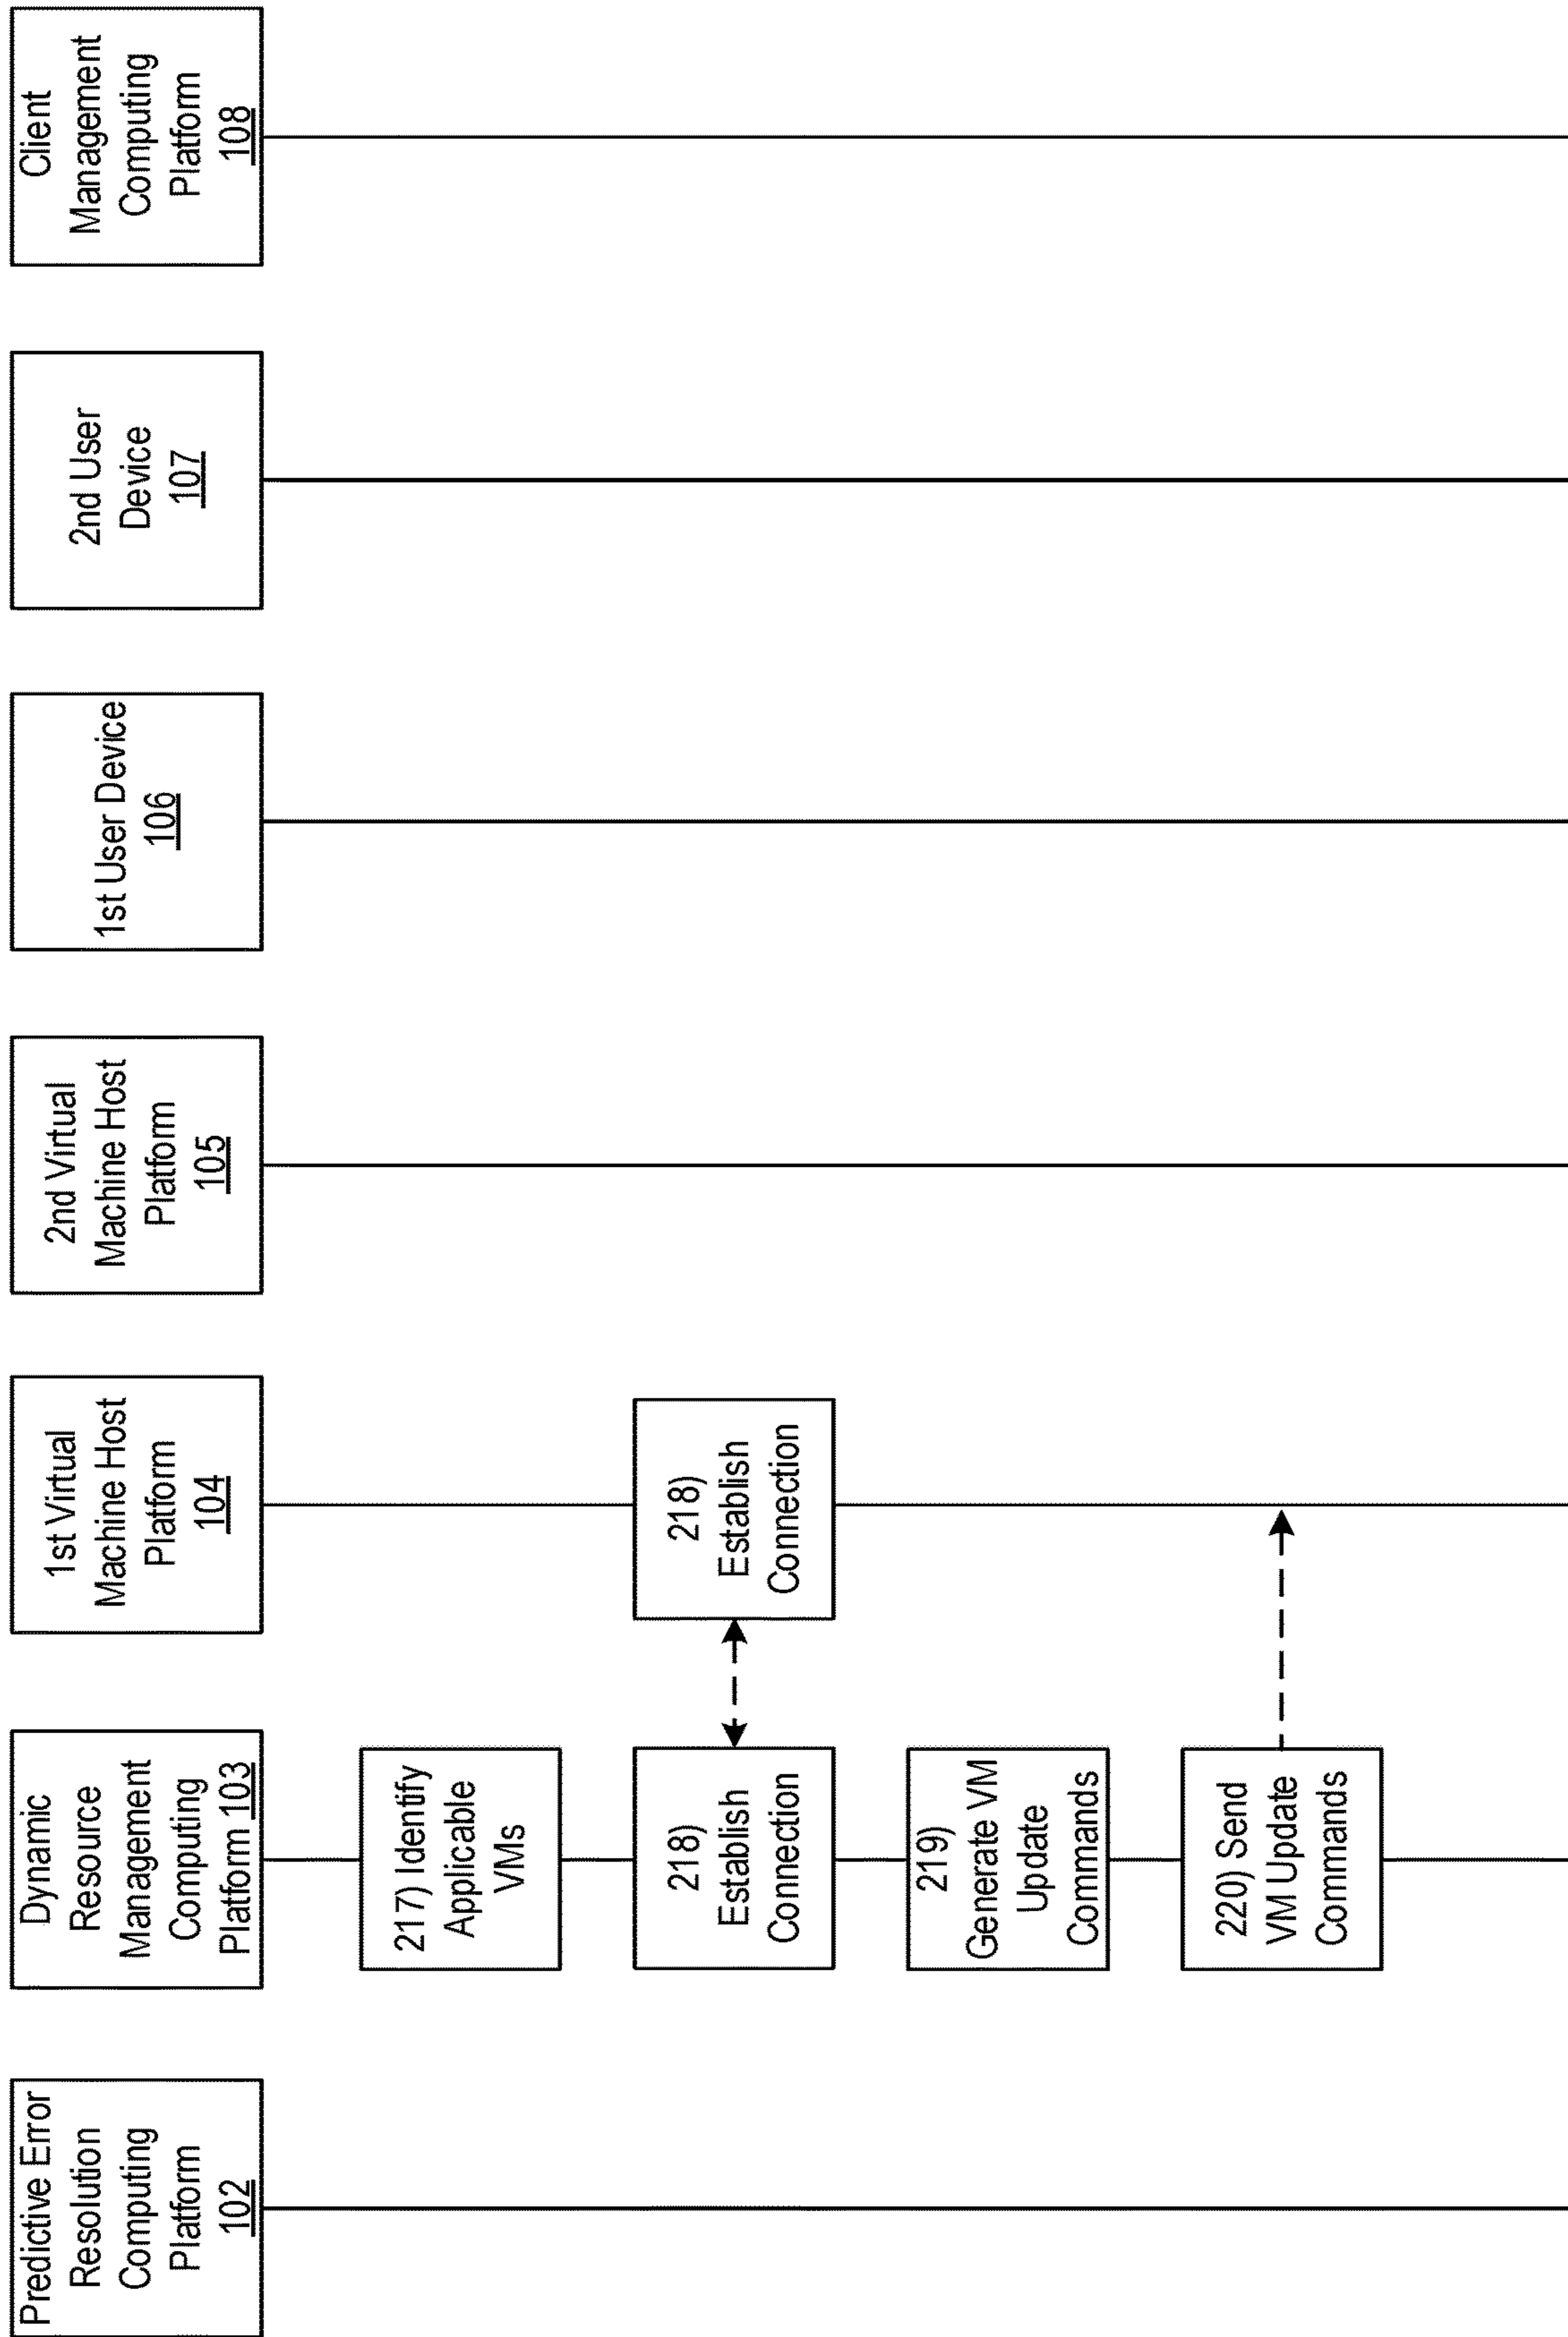 Predictive Error
Resolution
Computing
Platform
102
Dynamic
Resource
Management
Computing
Platform 103
1st Virtual
Machine Host
Platform
104
2nd Virtual
Machine Host
Platform
105
1st User Device
106
2nd User
Device
107
Client
Management
Computing
Platform
108
217) Identify
Applicable
VMs
218)
Establish
Connection
218)
Establish
Connection
219)
Generate VM
Update
Commands
220) Send
VM Update
Commands